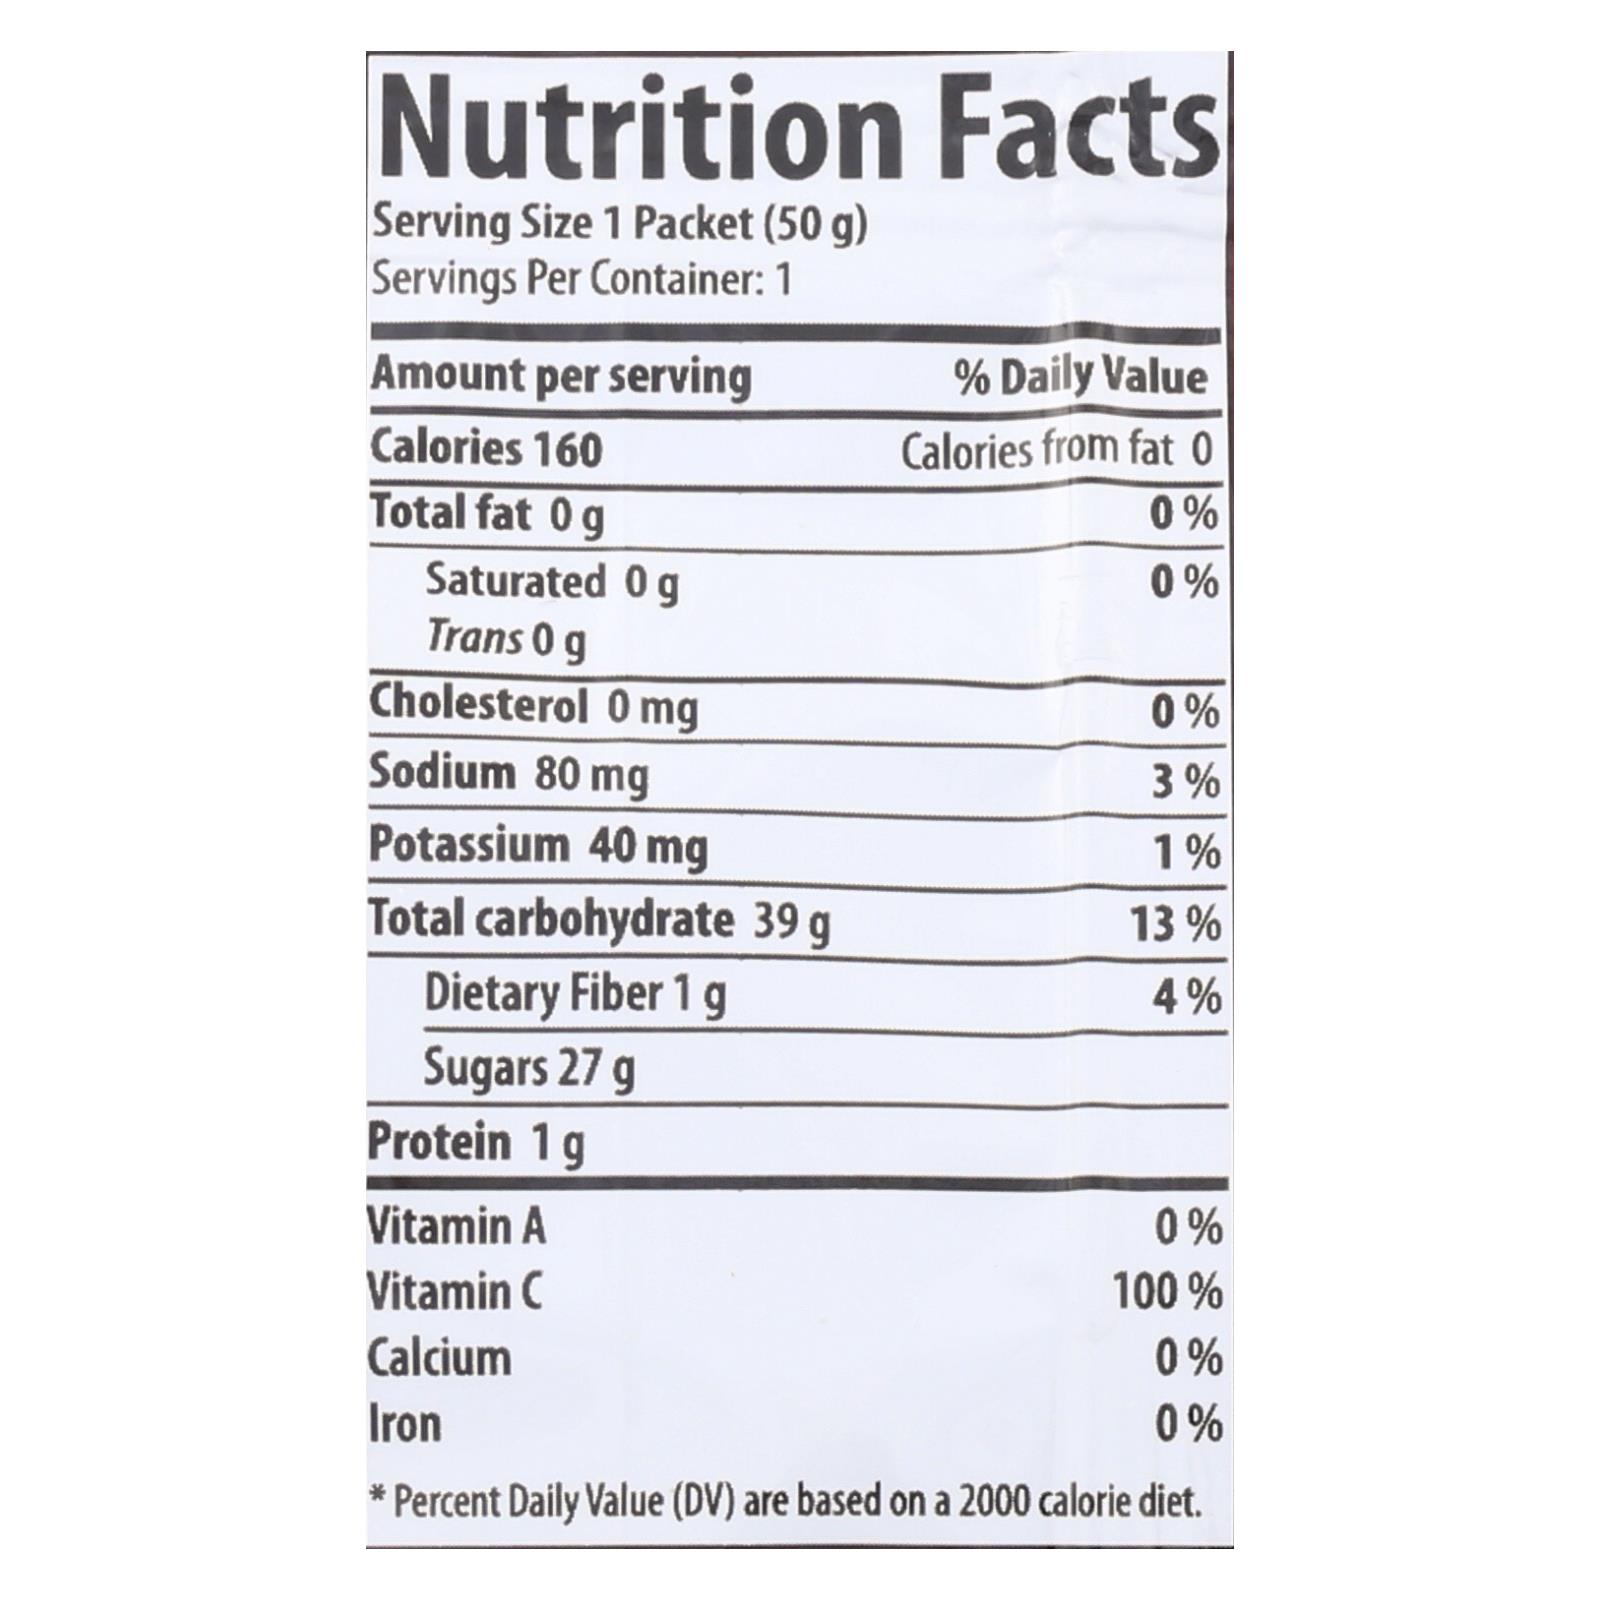 Nutrition Facts
Serving Size 1 Packet (50 g)
Servings Per Container: 1
Amount per serving % Daily Value
Calories 160 Calories from fat 0
Total fat 0 g 0 %
Saturated 0 g 0 %
Trans 0 g
Cholesterol 0 mg 0 %
Sodium 80 mg 3 %
Potassium 40 mg 1 %
Total carbohydrate 39 g 13 %
Dietary Fiber 1 g 4 %
Sugars 27 g
Protein 1 g
Vitamin A 0 %
Vitamin C 100 %
Calcium 0 %
Iron 0 %
* Percent Daily Value (DV) are based on a 2000 calorie diet.